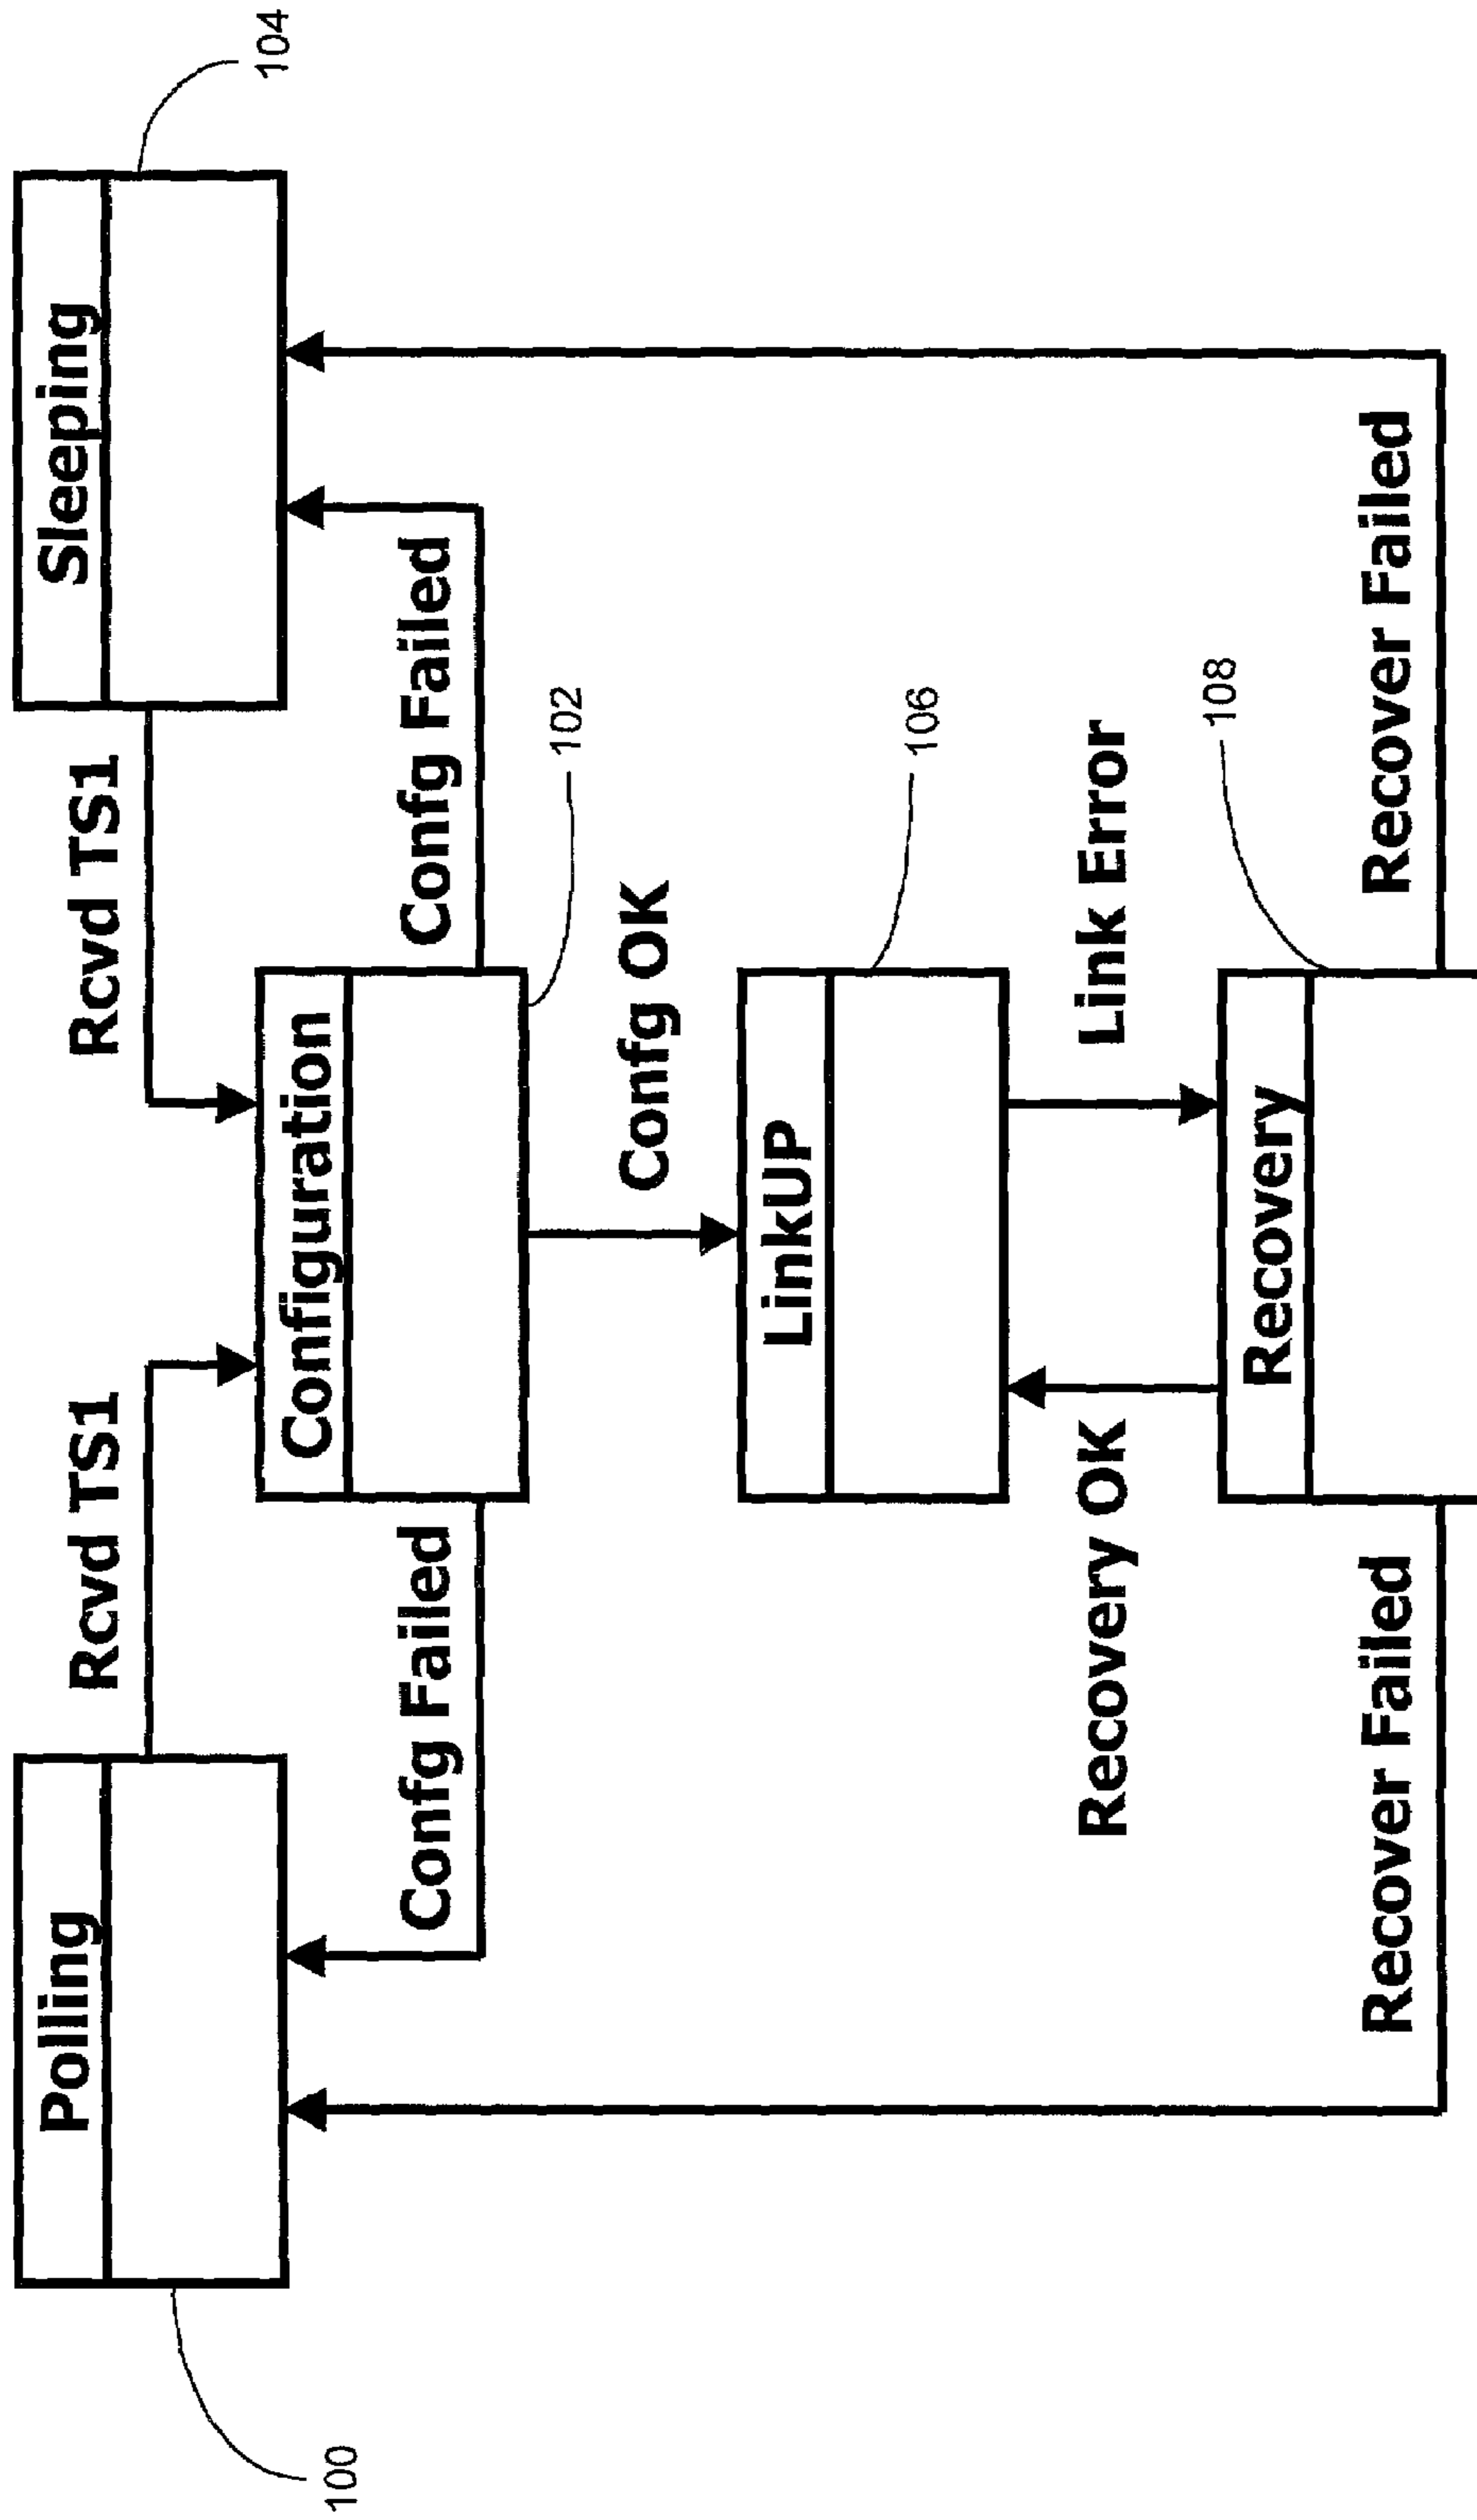 Polling
Rcvd TS1
Rcvd TS1
Sleeping
104
100
Configuration
Confg Failed
Confg Failed
102
Confg OK
LinkUP
106
Recovery OK
Link Error
108
Recovery
Recover Failed
Recover Failed